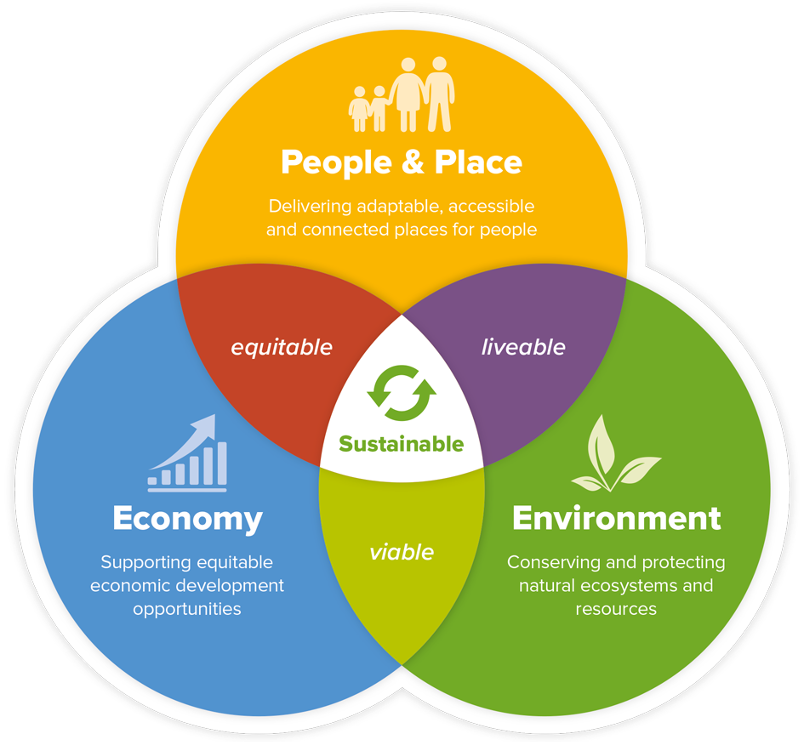 People & Place
Delivering adaptable, accessible
and connected places for people
equitable
liveable
Sustainable
Economy
Supporting equitable
economic development
opportunities
viable
Environment
Conserving and protecting
natural ecosystems and
resources